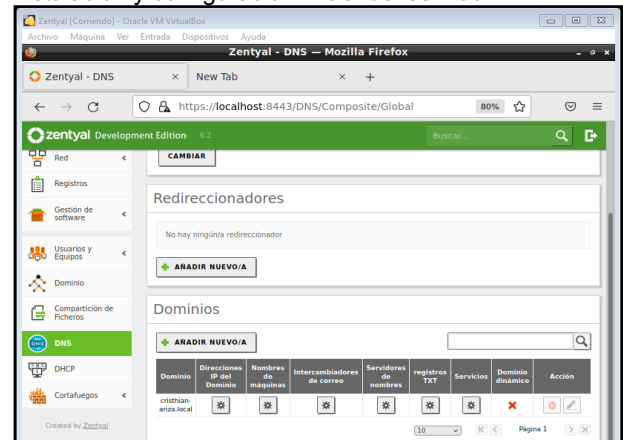 Zentyal [Corriendo] - Oracle VM VirtualBox
Archivo Máquina Ver Entrada Dispositivos Ayuda
Zentyal - DNS — Mozilla Firefox
Zentyal - DNS × New Tab × +
https://localhost:8443/DNS/Composite/Global 80%
zentyal Development Edition 6.2 Buscar...
Red
CAMBIAR
Registros
Gestión de
software
Usuarios y
Equipos
Dominio
Compartición de
Ficheros
DNS
DHCP
Cortafuegos
Created by Zentyal
Redireccionadores
No hay ningún/a redireccionador
AÑADIR NUEVO/A
Dominios
AÑADIR NUEVO/A
Dominio
Direcciones
IP del
Dominio
Nombres
de
máquinas
Intercambiadores
de correo
Servidores
de
nombres
registros
TXT
Servicios
Dominio
dinámico
Acción
cristhian-
ariza.local
10 Página 1